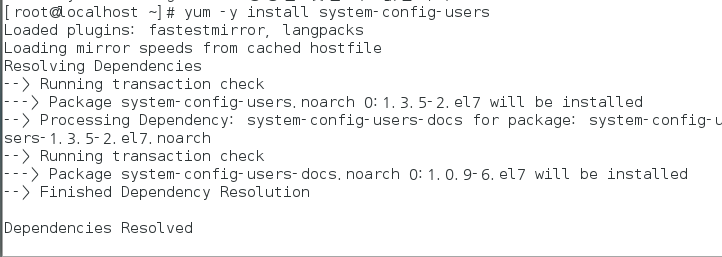 [root@localhost ~]# yum -y install system-config-users
Loaded plugins: fastestmirror, langpacks
Loading mirror speeds from cached hostfile
Resolving Dependencies
--> Running transaction check
---> Package system-config-users.noarch 0:1.3.5-2.el7 will be installed
--> Processing Dependency: system-config-users-docs for package: system-config-u
sers-1.3.5-2.el7.noarch
--> Running transaction check
---> Package system-config-users-docs.noarch 0:1.0.9-6.el7 will be installed
--> Finished Dependency Resolution
Dependencies Resolved